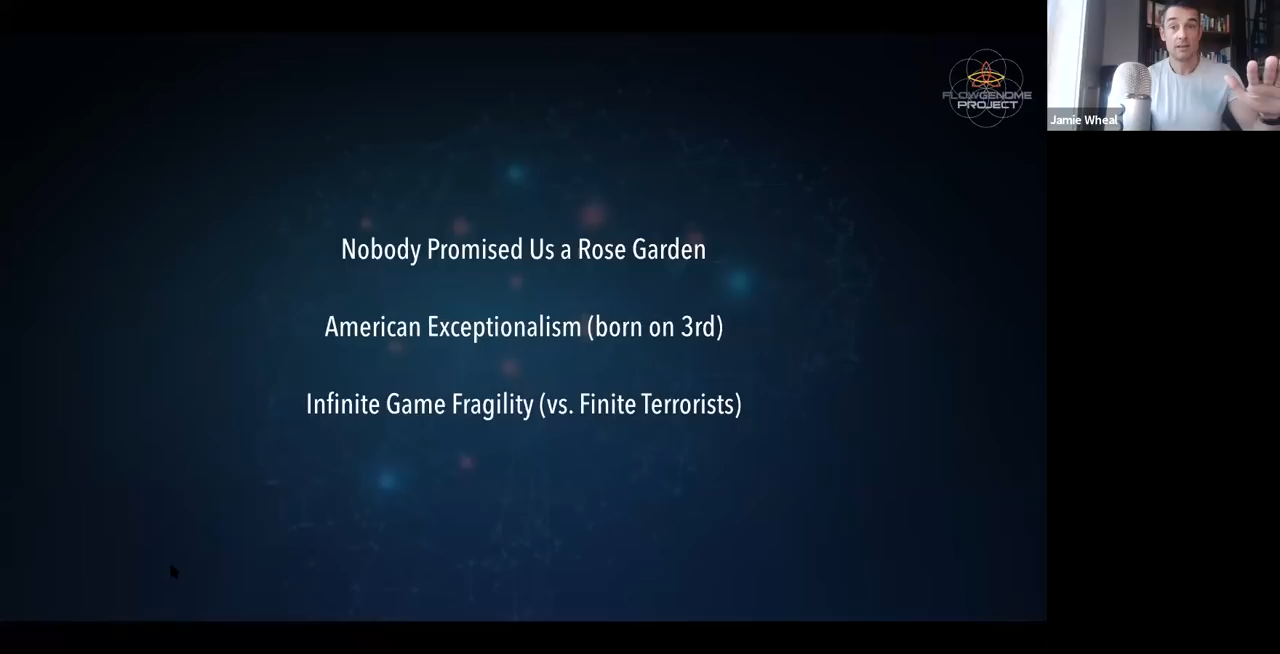 FLOWGENOME
PROJECT
Jamie Wheal
Nobody Promised Us a Rose Garden
American Exceptionalism (born on 3rd)
Infinite Game Fragility (vs. Finite Terrorists)